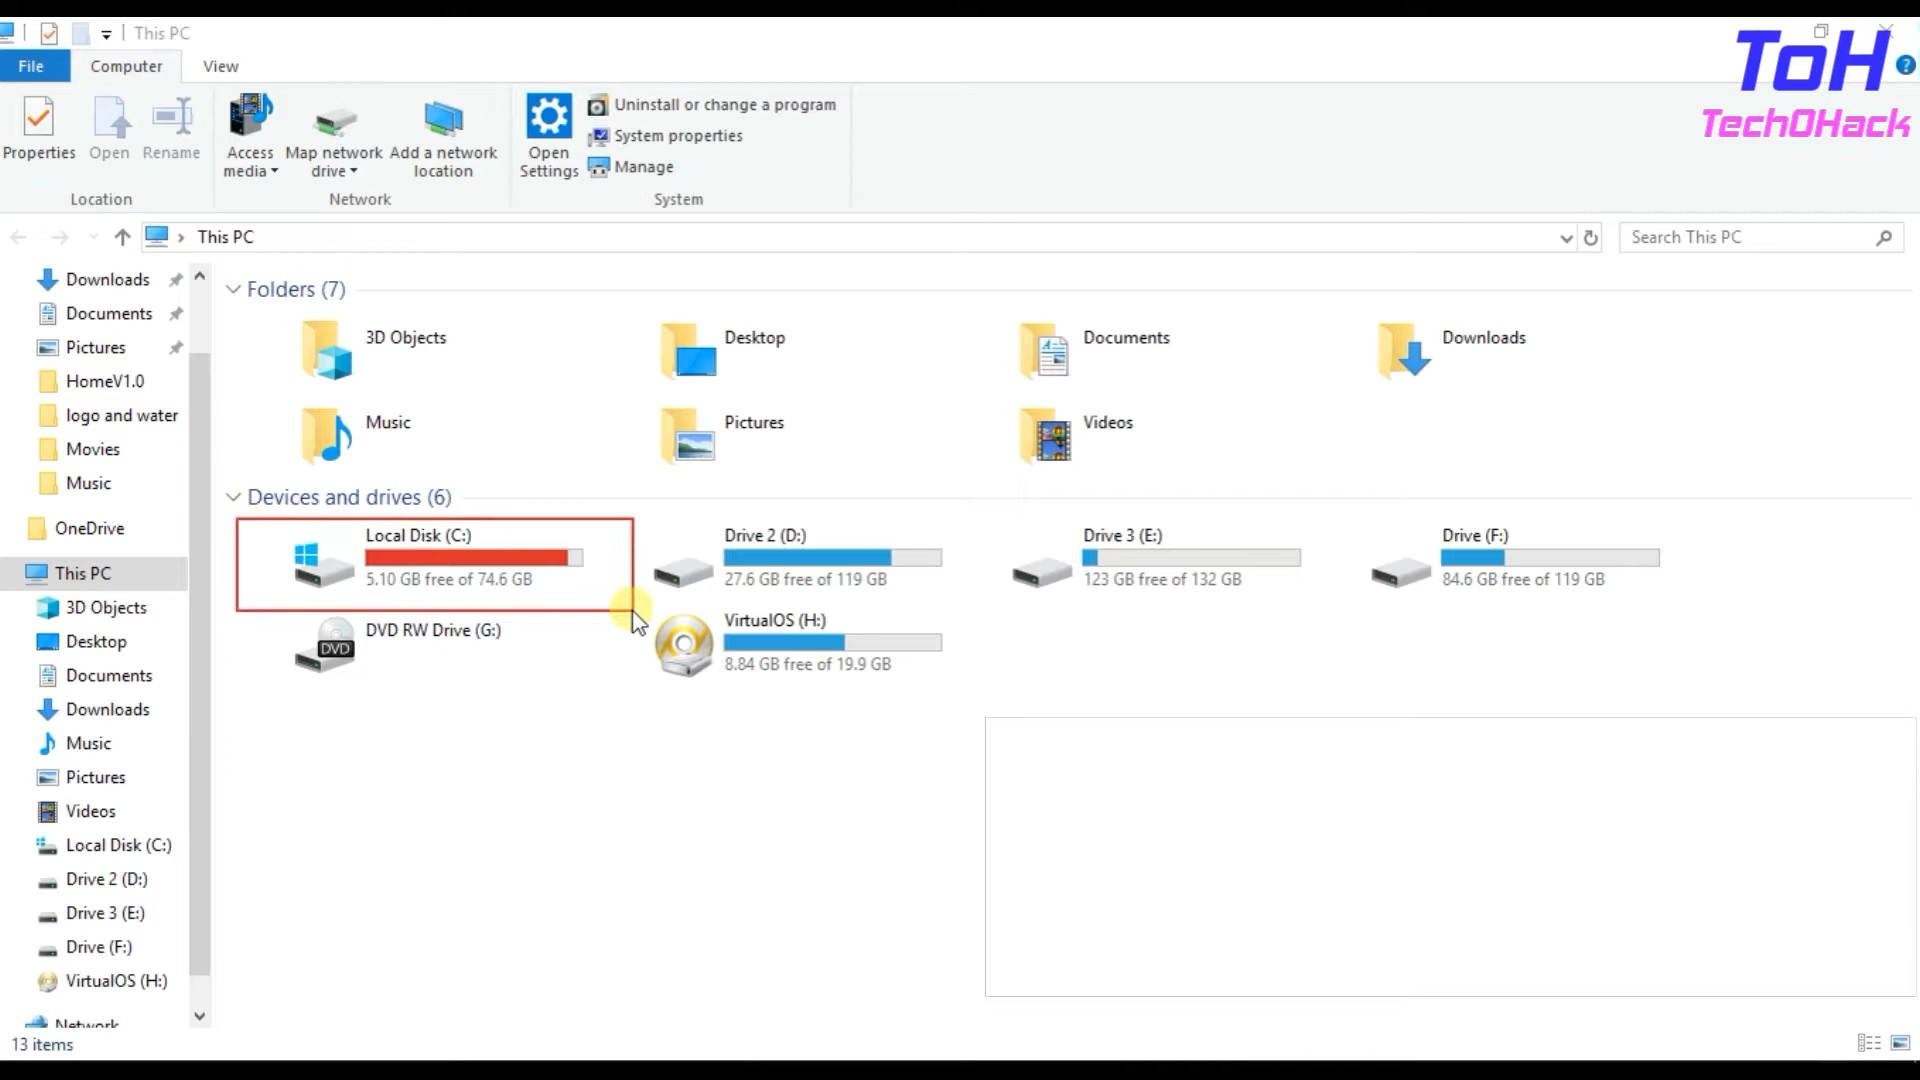 This PC
ToH
TechOHack
File
Computer
View
?
Properties
Open
Rename
Access media
Map network drive
Add a network location
Open Settings
Uninstall or change a program
System properties
Manage
Location
Network
System
This PC
Search This PC
Downloads
Documents
Pictures
HomeV1.0
logo and water
Movies
Music
OneDrive
This PC
3D Objects
Desktop
Documents
Downloads
Music
Pictures
Videos
Local Disk (C:)
Drive 2 (D:)
Drive 3 (E:)
Drive (F:)
VirtualOS (H:)
Network
Folders (7)
3D Objects
Desktop
Documents
Downloads
Music
Pictures
Videos
Devices and drives (6)
Local Disk (C:)
5.10 GB free of 74.6 GB
Drive 2 (D:)
27.6 GB free of 119 GB
Drive 3 (E:)
123 GB free of 132 GB
Drive (F:)
84.6 GB free of 119 GB
DVD
DVD RW Drive (G:)
VirtualOS (H:)
8.84 GB free of 19.9 GB
13 items